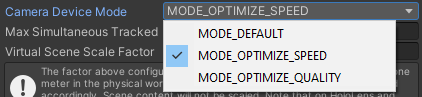 Camera Device Mode MODE_OPTIMIZE_SPEED
Max Simultaneous Tracked
MODE_DEFAULT
Virtual Scene Scale Factor
MODE_OPTIMIZE_SPEED
MODE_OPTIMIZE_QUALITY
The factor above config
meter in the physical wor
accordingly. Scene content will not be scaled. Note that on HoloLens and